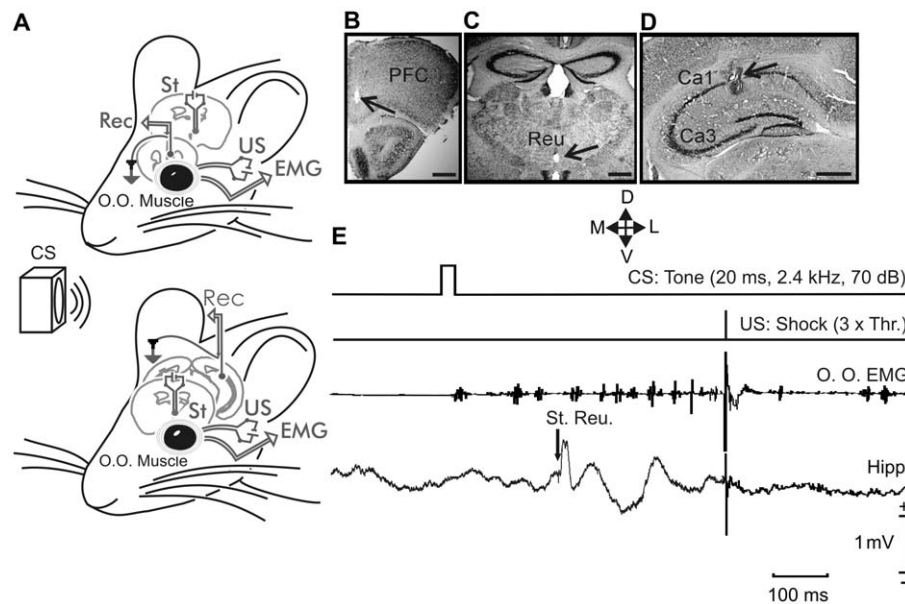 A
St
Rec
US
EMG
O.O. Muscle
CS
Rec
St
US
EMG
O.O. Muscle
B
PFC
C
Reu
D
Ca1
Ca3
D
M L
V
E
CS: Tone (20 ms, 2.4 kHz, 70 dB)
US: Shock (3 x Thr.)
O. O. EMG
St. Reu.
Hipp
1 mV
100 ms